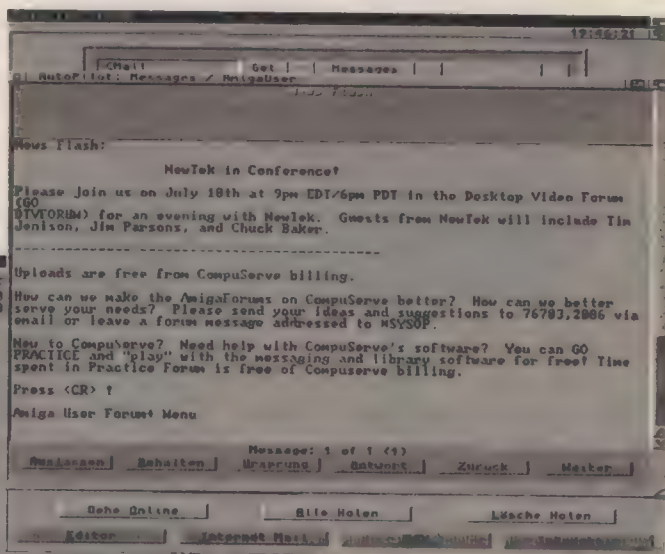 19:46:21
CMail Get Messages
AutoPilot: Messages / AmigaUser
News Flash:
NewTek in Conference!
Please Join us on July 18th at 9pm EDT/6pm PDT in the Desktop Video Forum
(GO
DTVFORUM) for an evening with Newtek. Guests from NewTek will include Tim
Jenison, Jim Parsons, and Chuck Baker.
----------------------------------------
Uploads are free from CompuServe billing.
How can we make the AmigaForums on CompuServe better? How can we better
serve your needs? Please send your ideas and suggestions to 76703,2006 via
email or leave a forum message addressed to *SYSOP.
New to CompuServe? Need help with CompuServe's software? You can GO
PRACTICE and "play" with the messaging and library software for free! Time
spent in Practice Forum is free of Compuserve billing.
Press <CR> !
Amiga User Forum+ Menu
Message: 1 of 1 (1)
Auslassen Behalten Ursprung Antwort Zurück Weiter
Gehe Online Alle Holen Lösche Holen
Editor Internet Mail